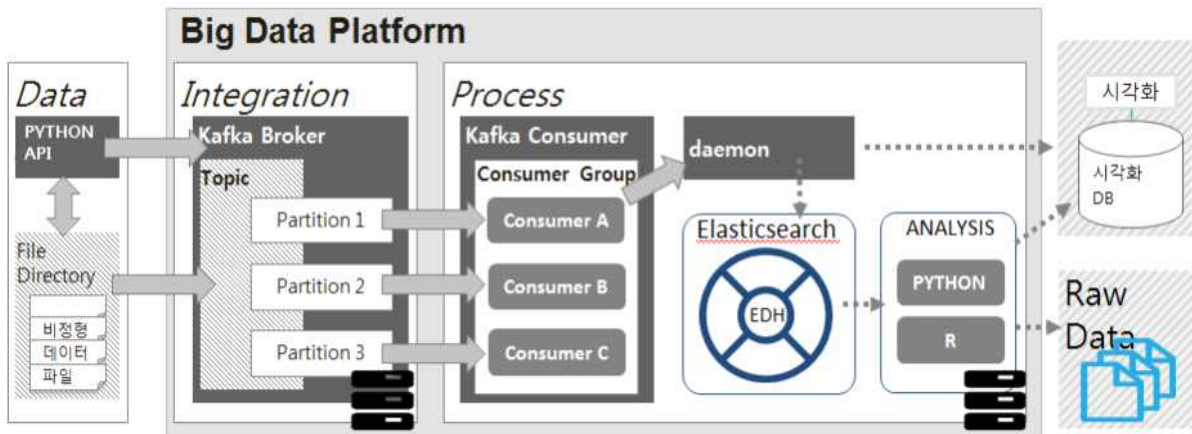 Big Data Platform
Data
PYTHON
API
File
Directory
비정형
데이터
파일
Integration
Kafka Broker
Topic
Partition 1
Partition 2
Partition 3
Process
Kafka Consumer
Consumer Group
Consumer A
Consumer B
Consumer C
daemon
Elasticsearch
EDH
ANALYSIS
PYTHON
R
시각화
시각화
DB
Raw
Data